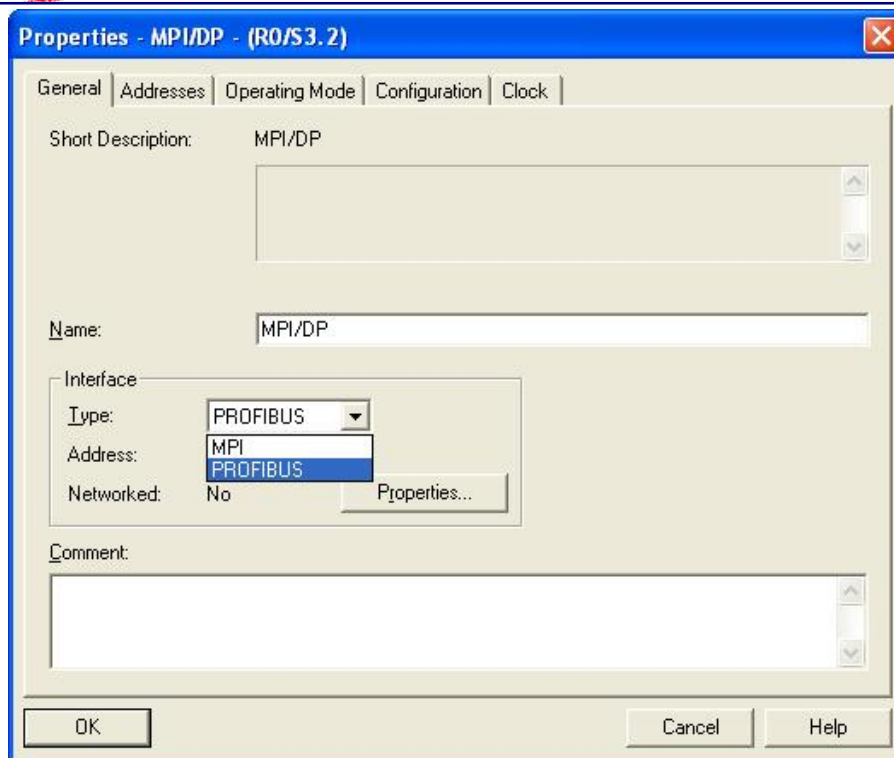 Properties - MPI/DP - (R0/S3.2)
General Addresses Operating Mode Configuration Clock
Short Description: MPI/DP
Name: MPI/DP
Interface
Type: PROFIBUS
MPI
Address:
PROFIBUS
Networked: No Properties...
Comment:
OK Cancel Help